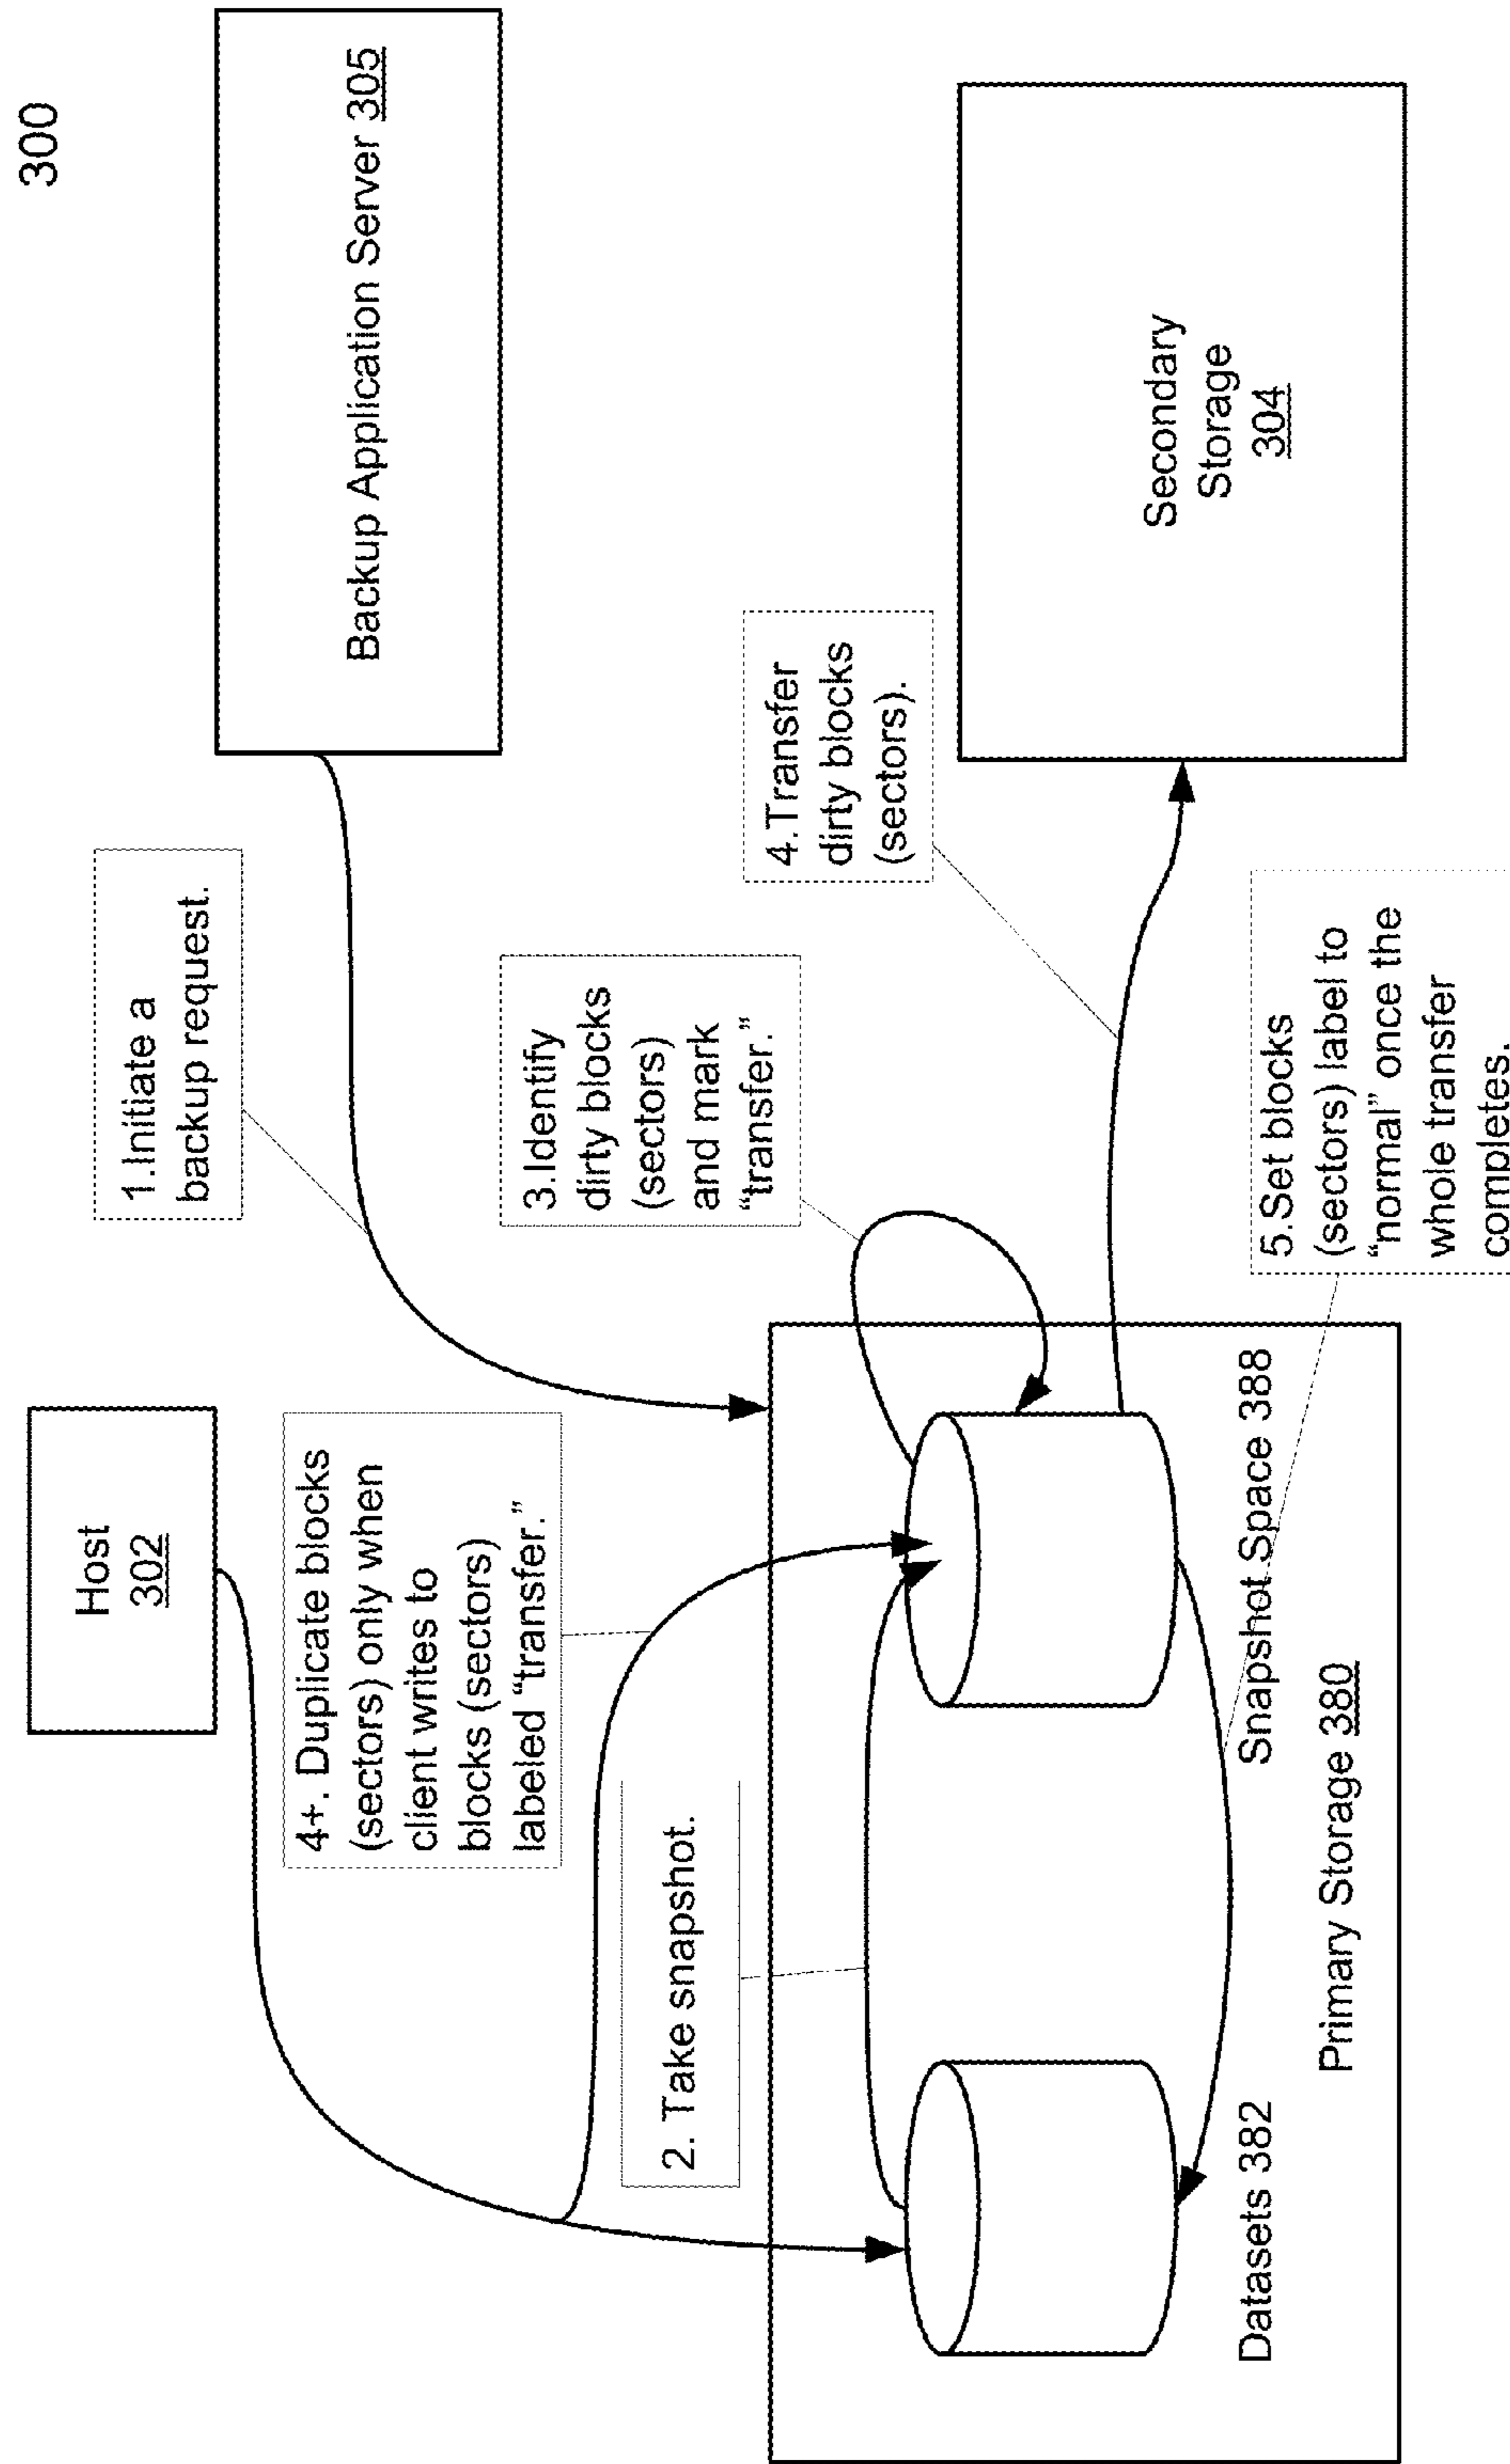 300
Host
302
Backup Application Server 305
1.Initiate a
backup request.
4+. Duplicate blocks
(sectors) only when
client writes to
blocks (sectors)
labeled “transfer.”
2. Take snapshot.
3.Identify
dirty blocks
(sectors)
and mark
“transfer.”
4.Transfer
dirty blocks
(sectors).
Secondary
Storage
304
Datasets 382
Snapshot Space 388
Primary Storage 380
5.Set blocks
(sectors) label to
“normal” once the
whole transfer
completes.